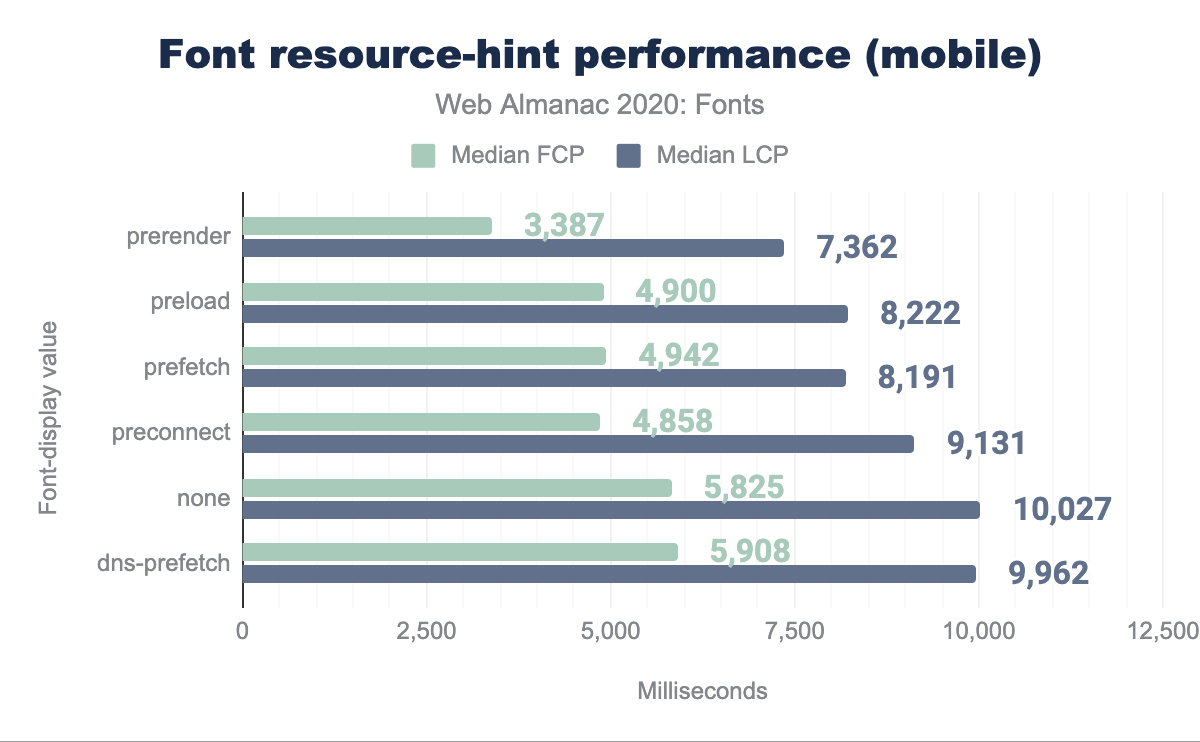 Font resource-hint performance (mobile)
Web Almanac 2020: Fonts
Median FCP Median LCP
Font-display value
prerender 3,387 7,362
preload 4,900 8,222
prefetch 4,942 8,191
preconnect 4,858 9,131
none 5,825 10,027
dns-prefetch 5,908 9,962
0 2,500 5,000 7,500 10,000 12,500
Milliseconds